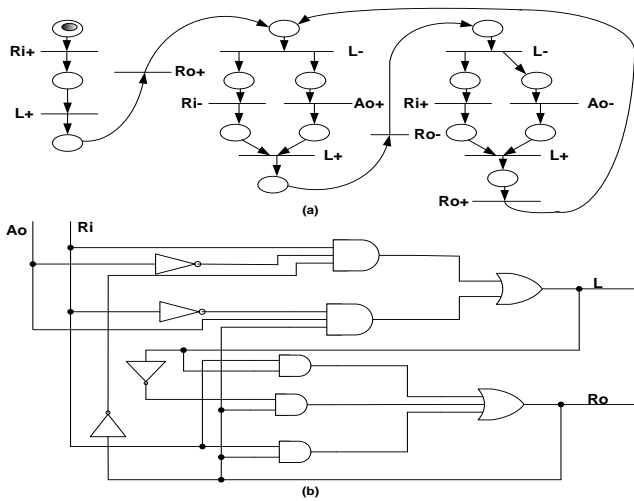 Ri+
L+
Ro+
L-
Ri-
Ao+
L+
Ro-
L-
Ri+
Ao-
L+
Ro+
(a)
Ao
Ri
L
Ro
(b)